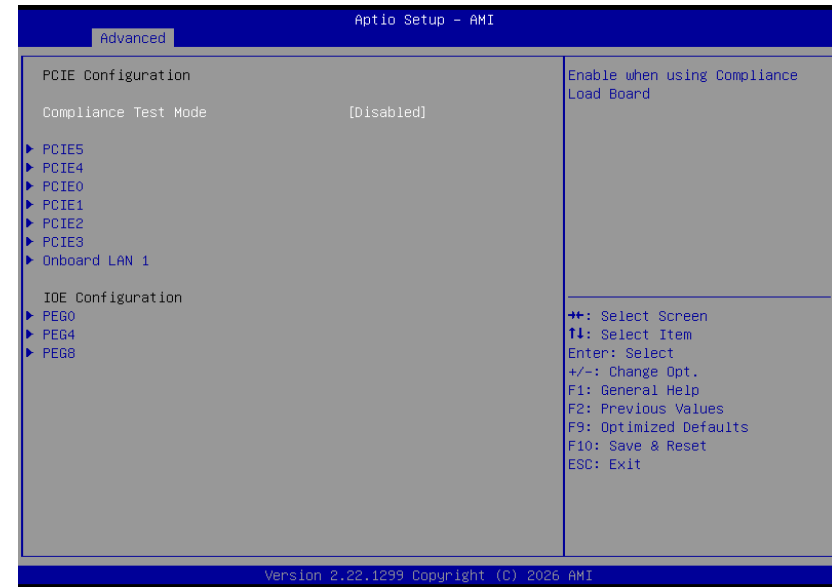 Aptio Setup – AMI
Advanced
PCIE Configuration
Compliance Test Mode [Disabled]
PCIE5
PCIE4
PCIE0
PCIE1
PCIE2
PCIE3
Onboard LAN 1
IOE Configuration
PEG0
PEG4
PEG8
Enable when using Compliance
Load Board
→←: Select Screen
↑↓: Select Item
Enter: Select
+/-: Change Opt.
F1: General Help
F2: Previous Values
F9: Optimized Defaults
F10: Save & Reset
ESC: Exit
Version 2.22.1299 Copyright (C) 2026 AMI